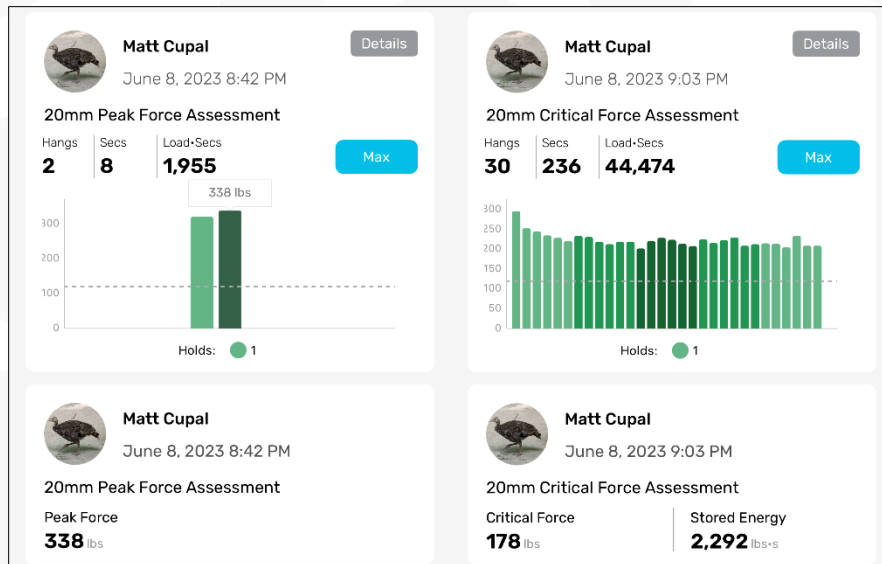 Matt Cupal
Details
June 8, 2023 8:42 PM
20mm Peak Force Assessment
Hangs Secs Load•Secs
2 8 1,955
Max
338 lbs
300
200
100
0
Holds: 1
Matt Cupal
Details
June 8, 2023 9:03 PM
20mm Critical Force Assessment
Hangs Secs Load•Secs
30 236 44,474
Max
300
250
200
150
100
50
0
Holds: 1
Matt Cupal
June 8, 2023 8:42 PM
20mm Peak Force Assessment
Peak Force
338 lbs
Matt Cupal
June 8, 2023 9:03 PM
20mm Critical Force Assessment
Critical Force Stored Energy
178 lbs 2,292 lbs•s